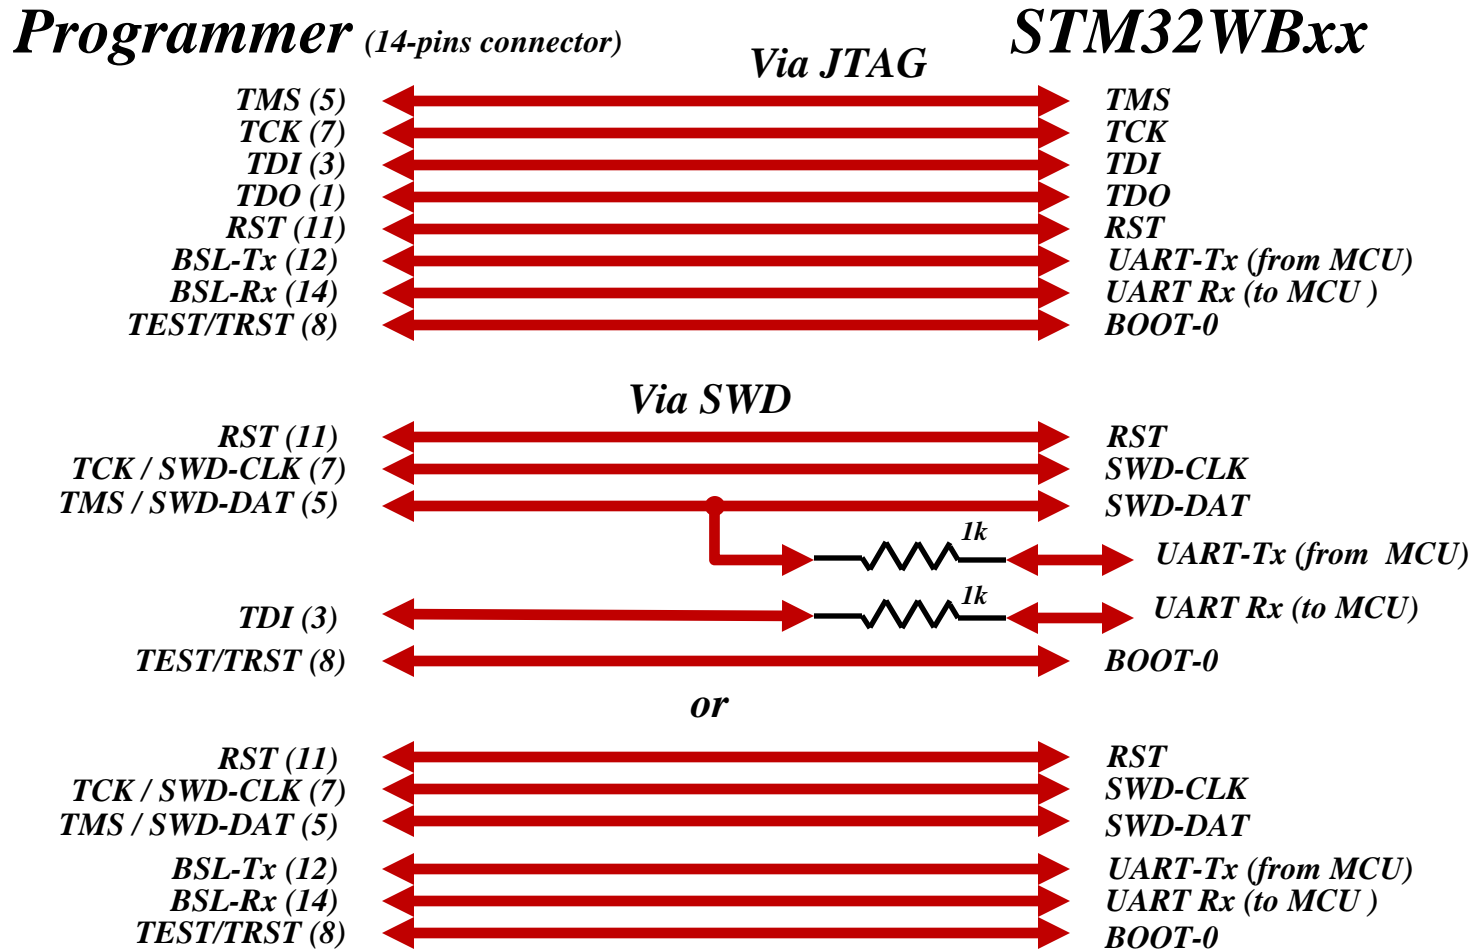 Programmer (14-pins connector) STM32WBxx
Via JTAG
TMS (5) TMS
TCK (7) TCK
TDI (3) TDI
TDO (1) TDO
RST (11) RST
BSL-Tx (12) UART-Tx (from MCU)
BSL-Rx (14) UART Rx (to MCU )
TEST/TRST (8) BOOT-0
Via SWD
RST (11) RST
TCK / SWD-CLK (7) SWD-CLK
TMS / SWD-DAT (5) SWD-DAT
1k UART-Tx (from  MCU)
TDI (3) 1k UART Rx (to MCU)
TEST/TRST (8) BOOT-0
or
RST (11) RST
TCK / SWD-CLK (7) SWD-CLK
TMS / SWD-DAT (5) SWD-DAT
BSL-Tx (12) UART-Tx (from MCU)
BSL-Rx (14) UART Rx (to MCU )
TEST/TRST (8) BOOT-0